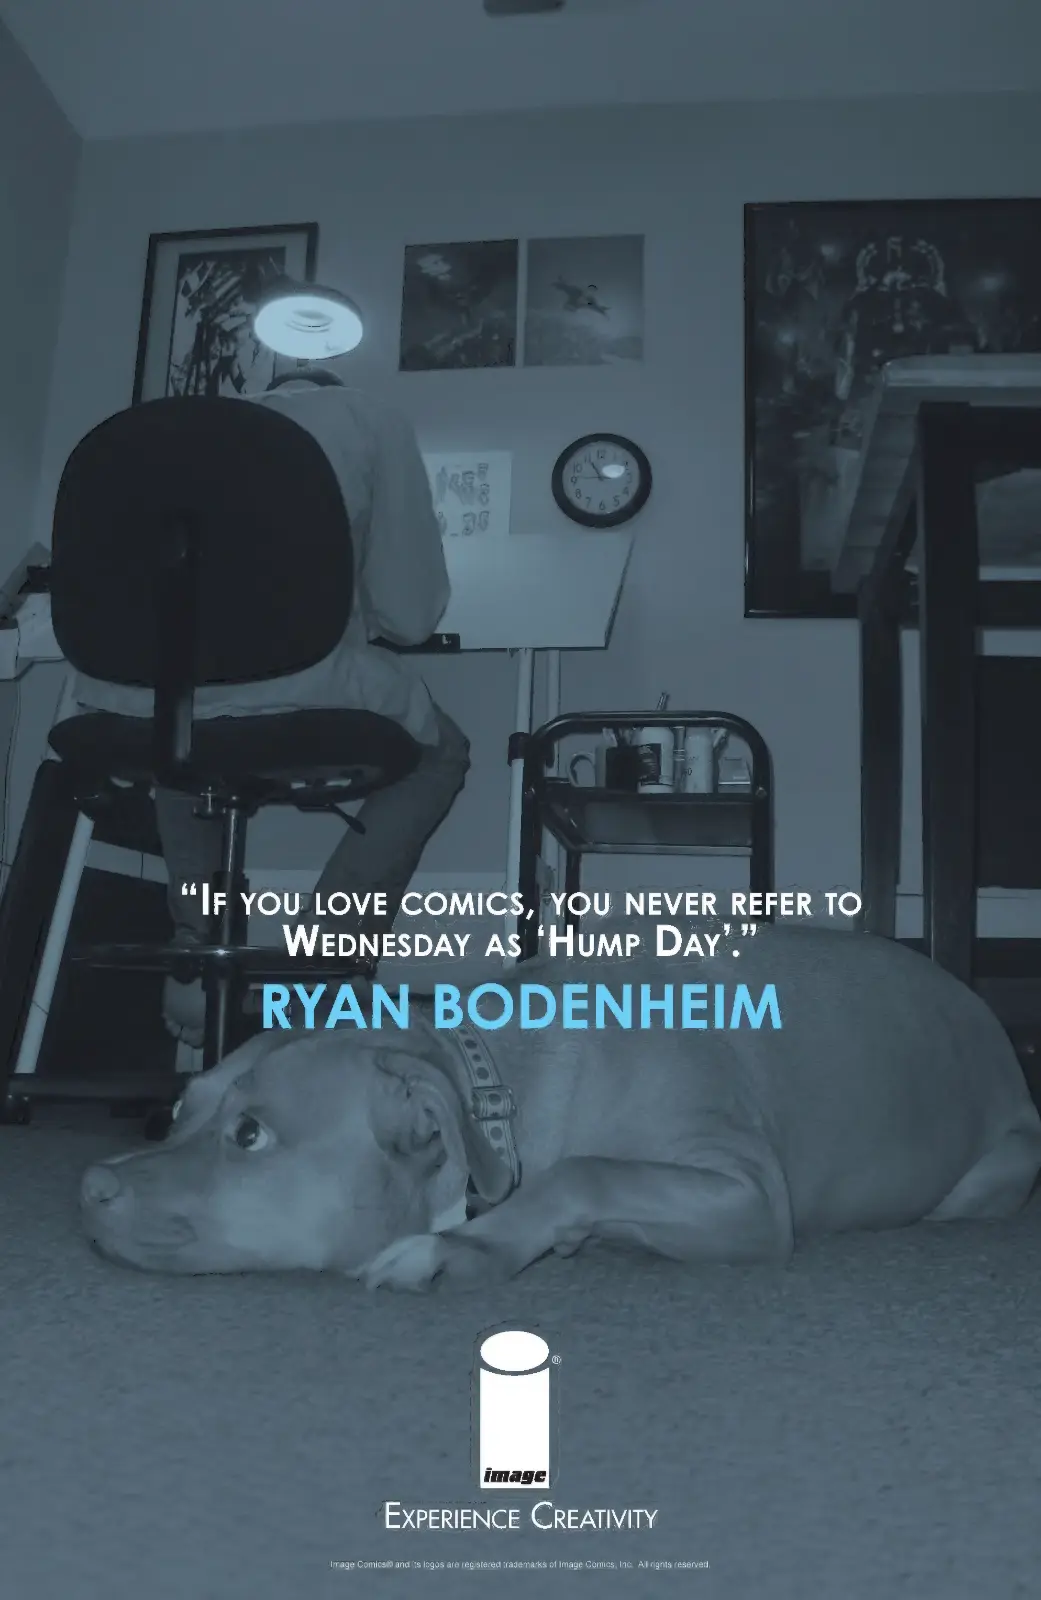 “If you love comics, you never refer to
Wednesday as ‘Hump Day’.”
RYAN BODENHEIM
®
image
Experience Creativity
Image Comics® and its logos are registered trademarks of Image Comics, Inc. All rights reserved.